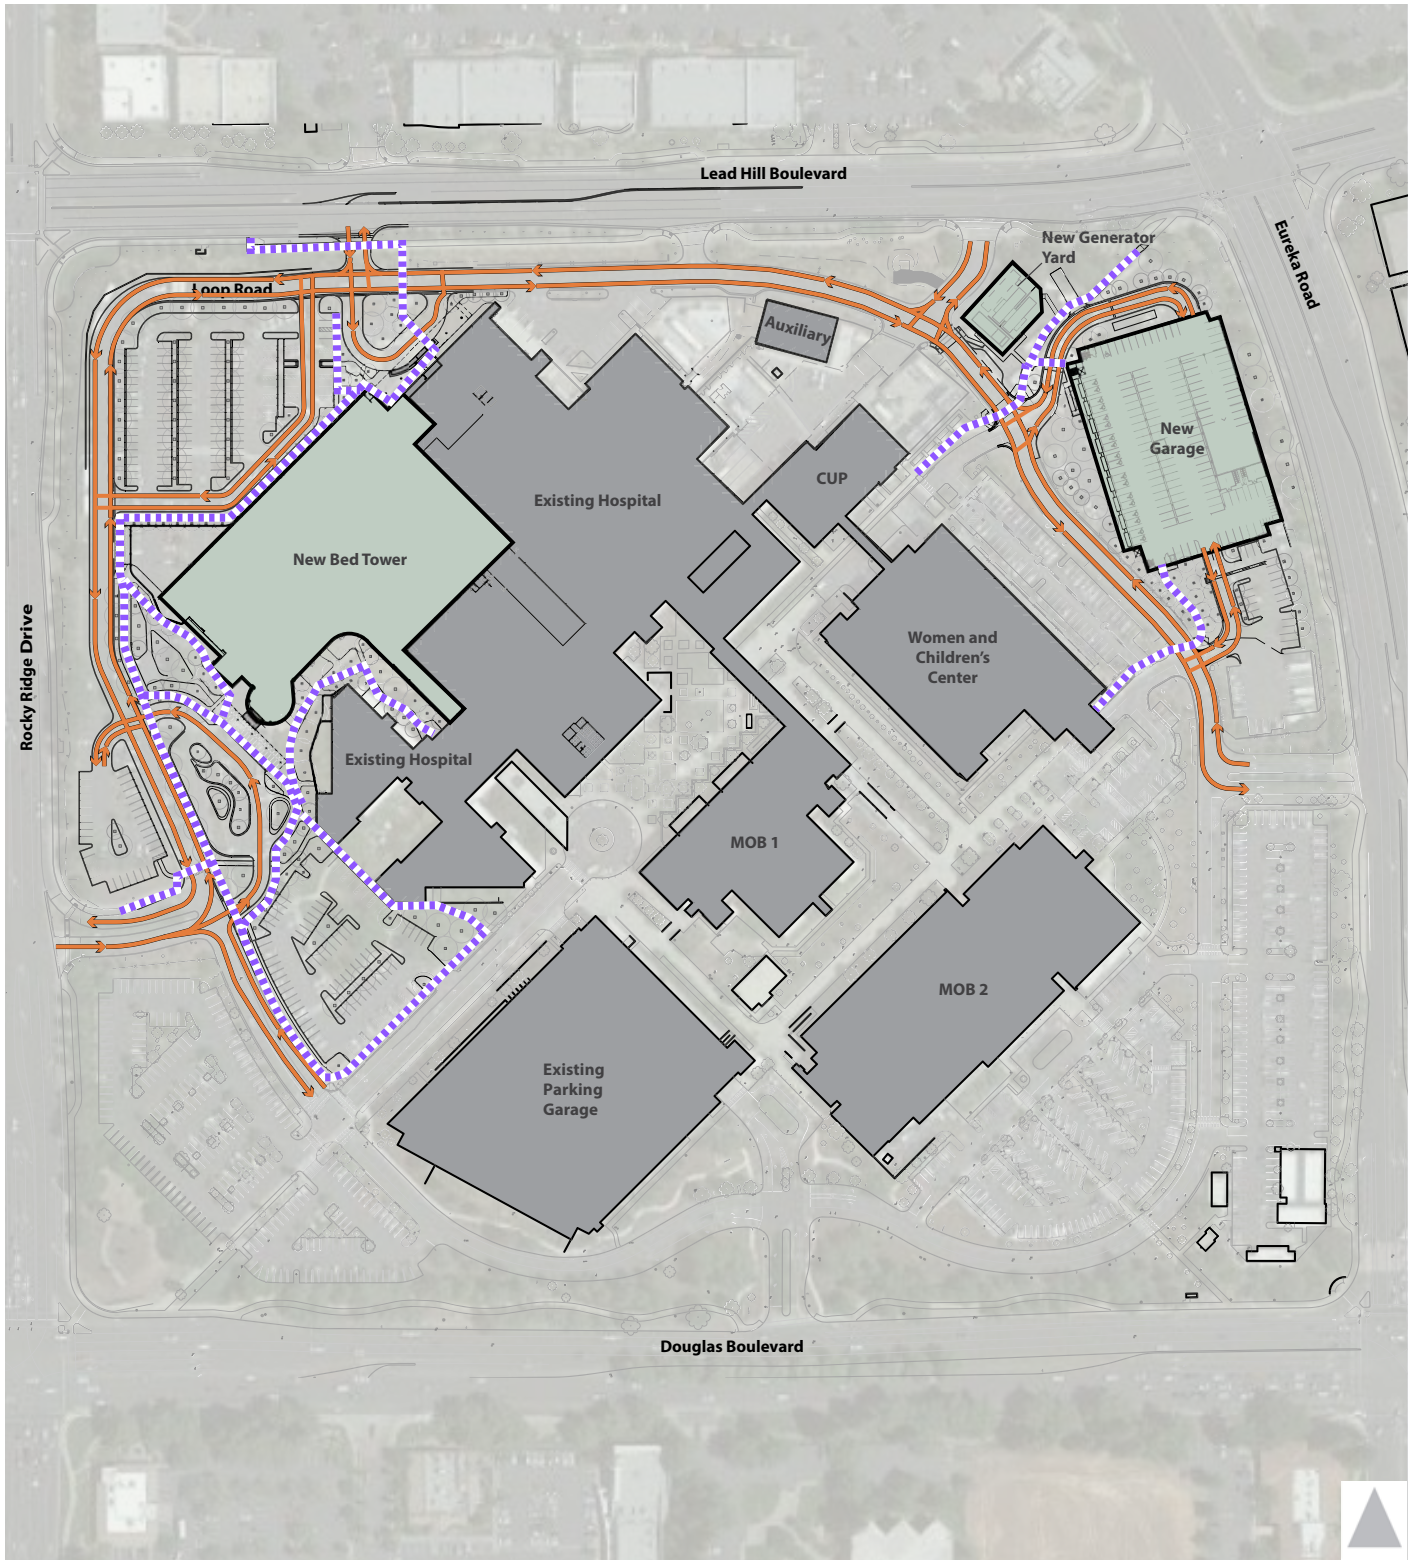 Lead Hill Boulevard
New Generator
Yard
Eureka Road
Loop Road
Auxiliary
New
Garage
CUP
Existing Hospital
New Bed Tower
Women and
Children's
Center
Rocky Ridge Drive
Existing Hospital
MOB 1
MOB 2
Existing
Parking
Garage
Douglas Boulevard